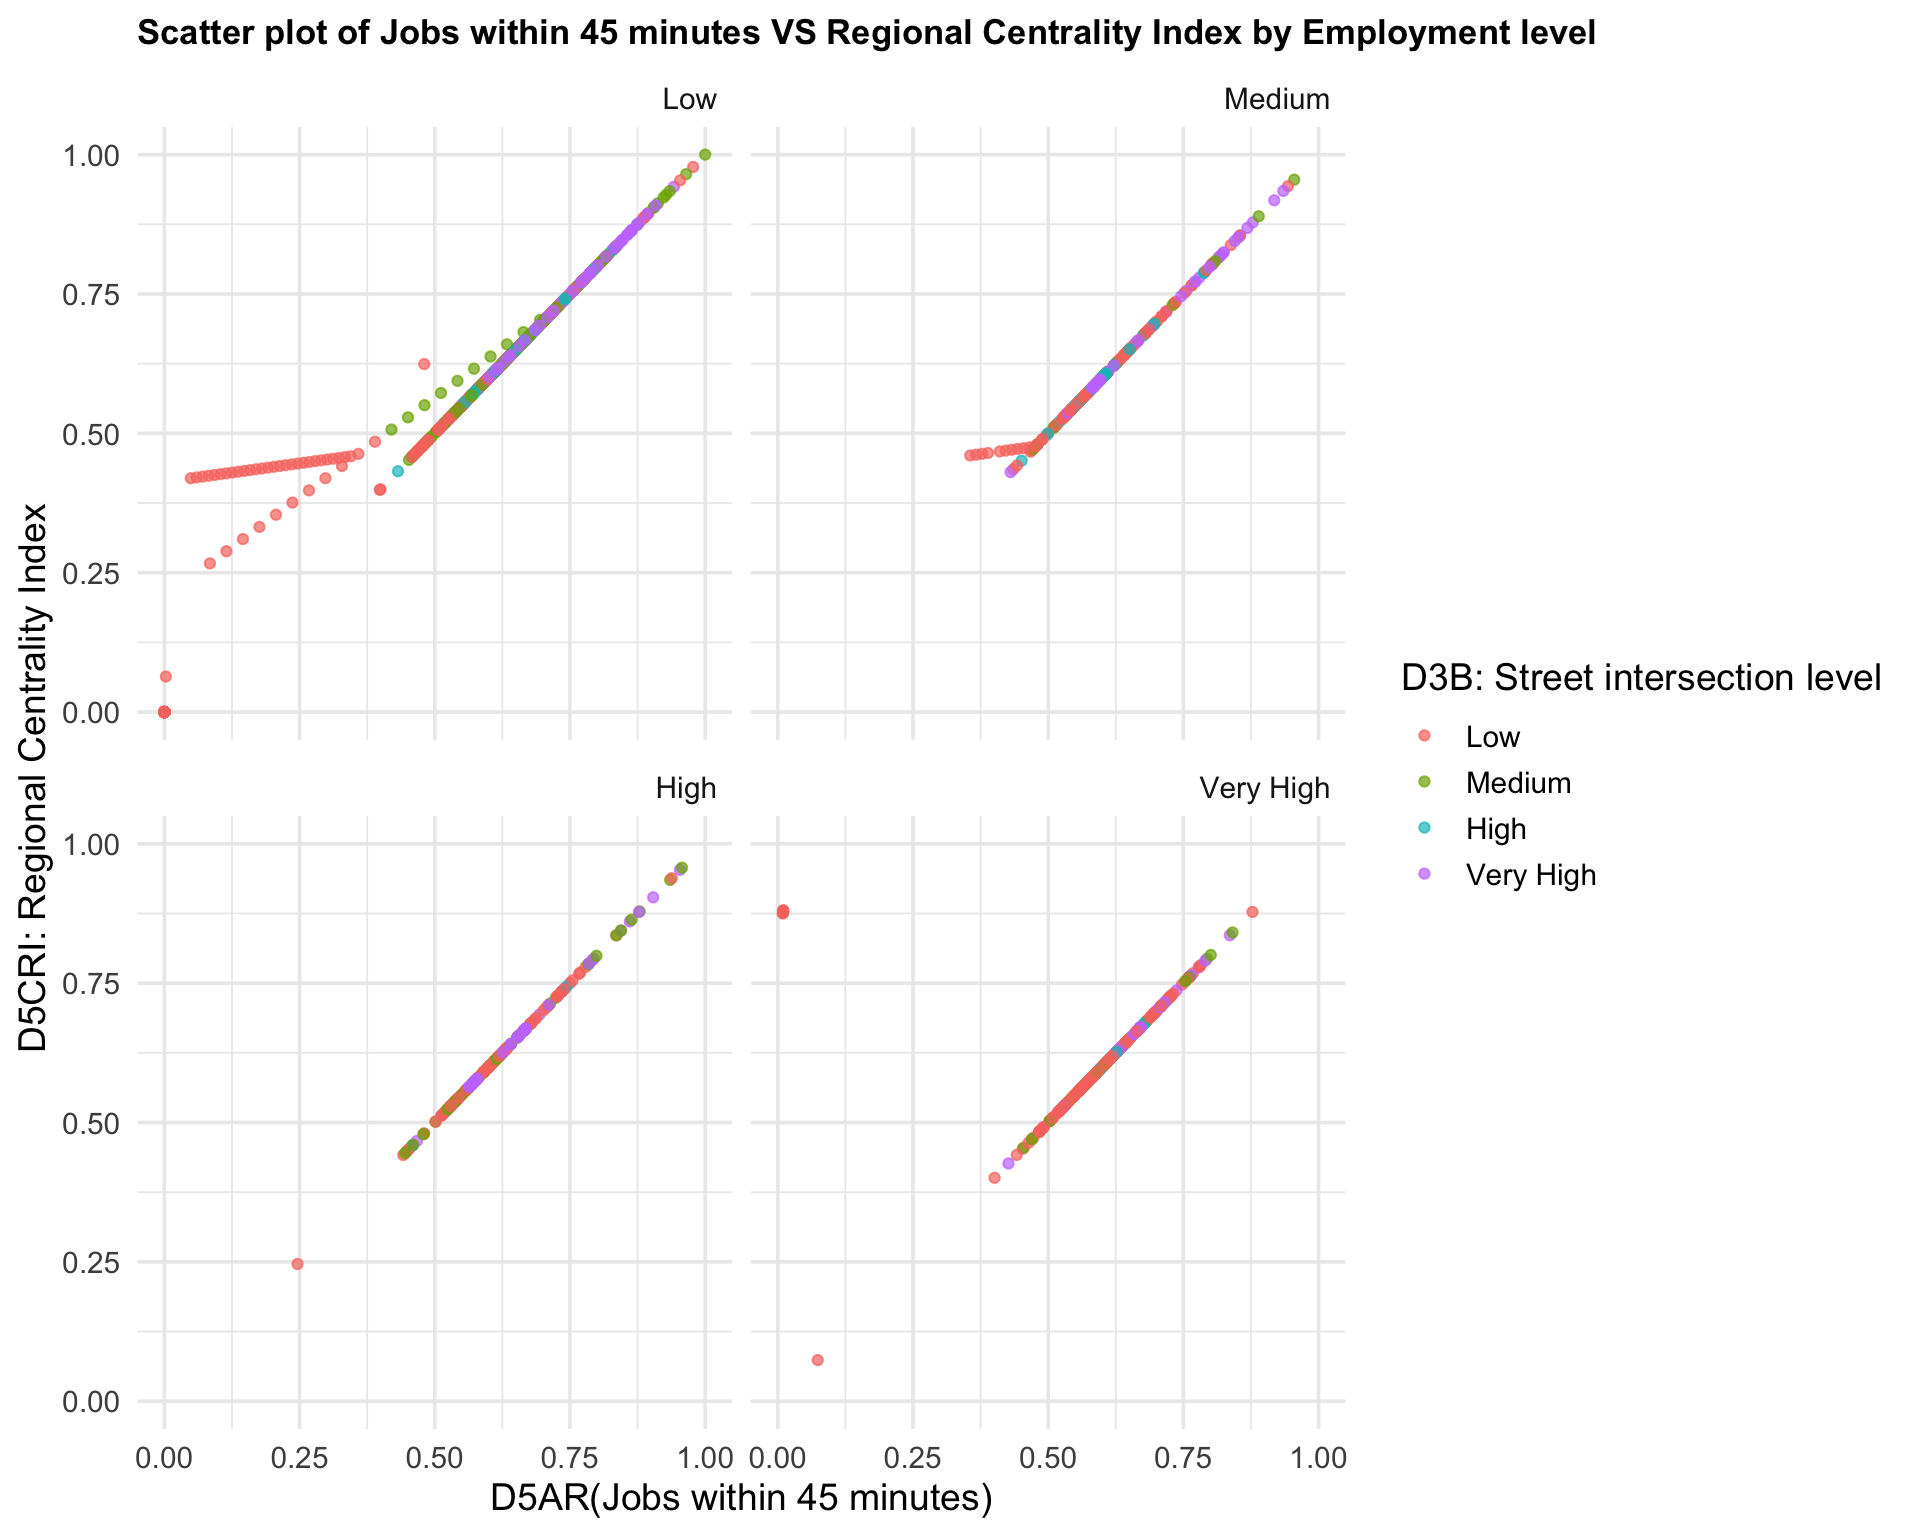 Scatter plot of Jobs within 45 minutes VS Regional Centrality Index by Employment level
Low
Medium
1.00
0.75
0.50
0.25
0.00
High
Very High
1.00
0.75
0.50
0.25
0.00
0.00 0.25 0.50 0.75 1.00 0.00 0.25 0.50 0.75 1.00
D5AR(Jobs within 45 minutes)
D5CRI: Regional Centrality Index
D3B: Street intersection level
Low
Medium
High
Very High